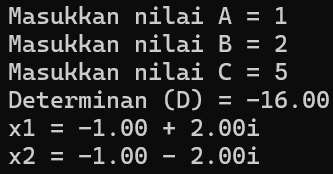 Masukkan nilai A = 1
Masukkan nilai B = 2
Masukkan nilai C = 5
Determinan (D) = -16.00
x1 = -1.00 + 2.00i
x2 = -1.00 - 2.00i